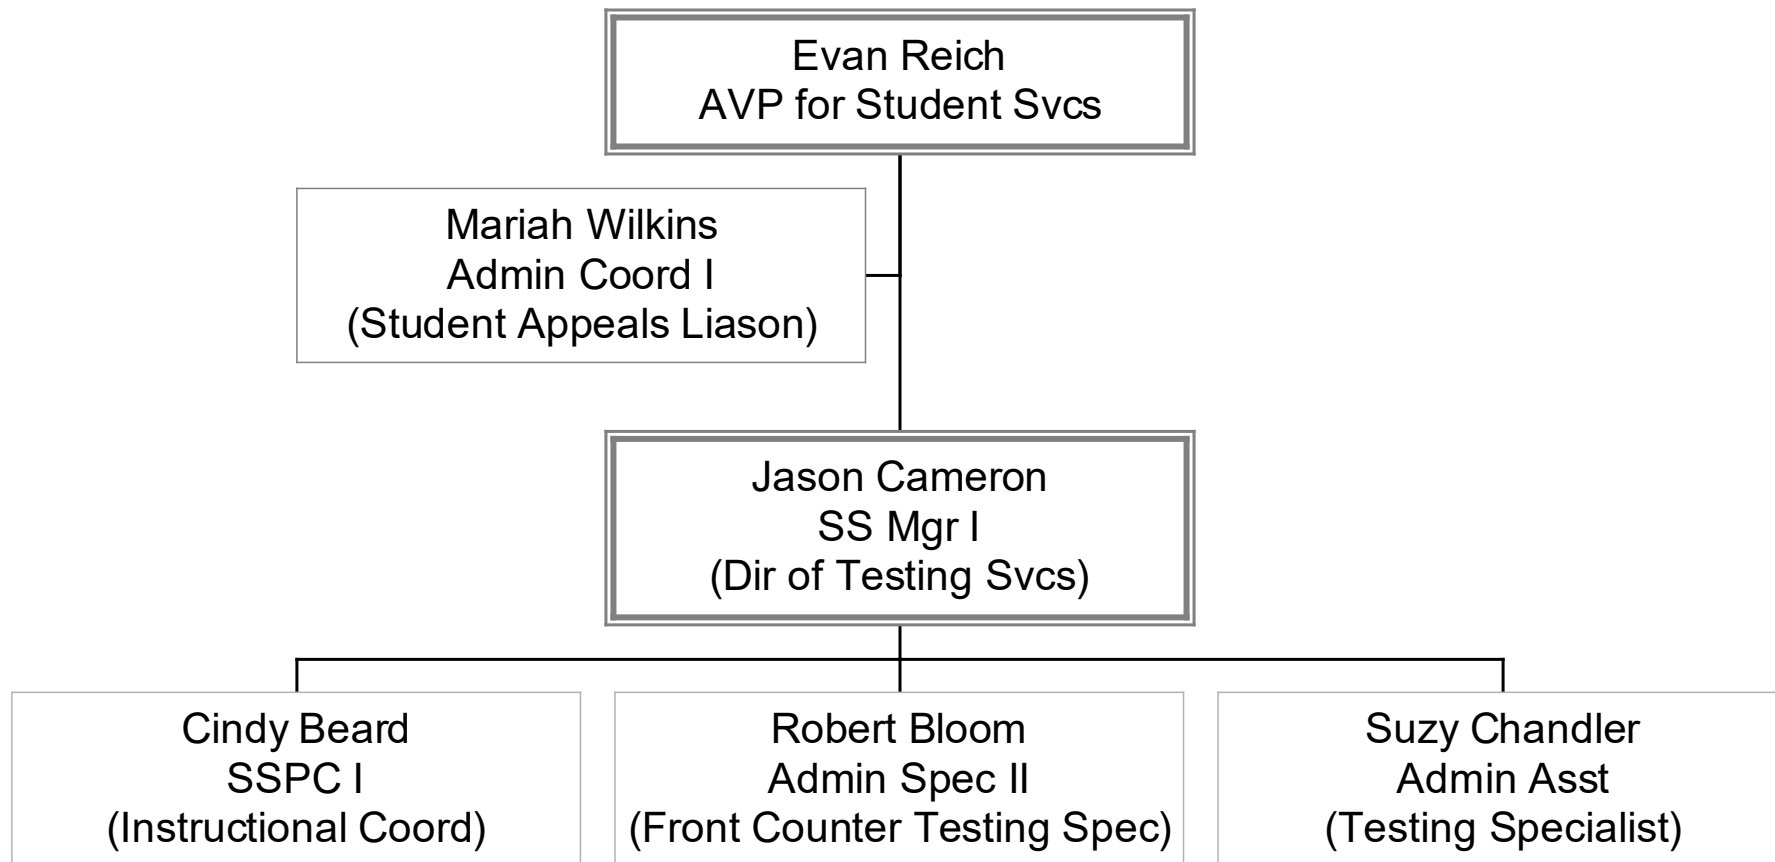 Evan Reich
AVP for Student Svcs
Mariah Wilkins
Admin Coord I
(Student Appeals Liason)
Jason Cameron
SS Mgr I
(Dir of Testing Svcs)
Cindy Beard
SSPC I
(Instructional Coord)
Robert Bloom
Admin Spec II
(Front Counter Testing Spec)
Suzy Chandler
Admin Asst
(Testing Specialist)